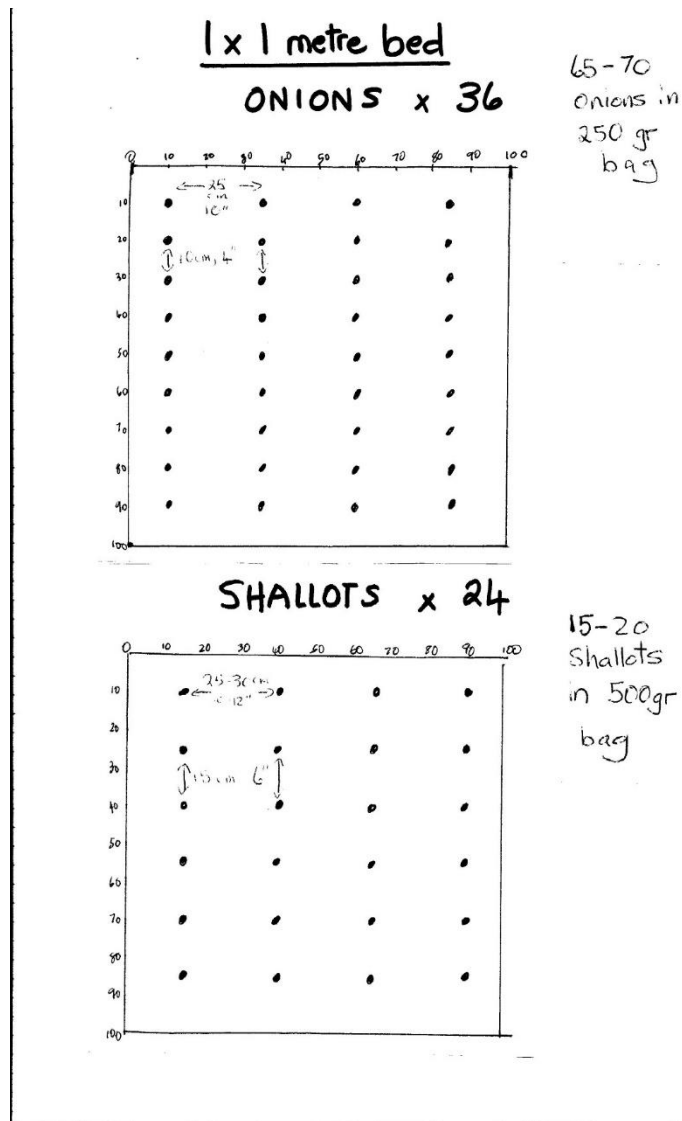 1 x 1 metre bed
ONIONS x 36
65-70
Onions in
250 gr
bag
0 10 20 30 40 50 60 70 80 90 100
10
25
cm
10"
20
10cm, 4"
30
40
50
60
70
80
90
100
SHALLOTS x 24
15-20
Shallots
in 500gr
bag
0 10 20 30 40 50 60 70 80 90 100
10
25-30cm
12"
20
30
15cm 6"
40
50
60
70
80
90
100